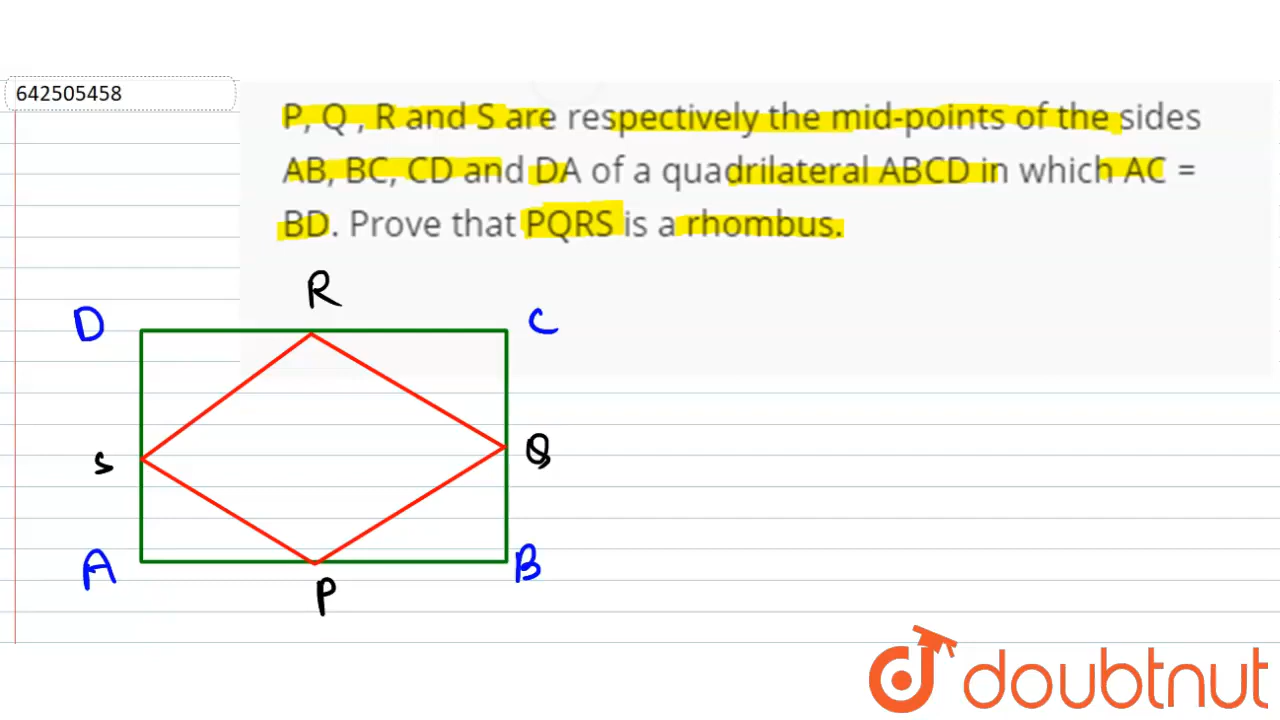 642505458
P, Q , R and S are respectively the mid-points of the sides
AB, BC, CD and DA of a quadrilateral ABCD in which AC =
BD. Prove that PQRS is a rhombus.
R
D
C
S
Q
A
B
P
doubtnut